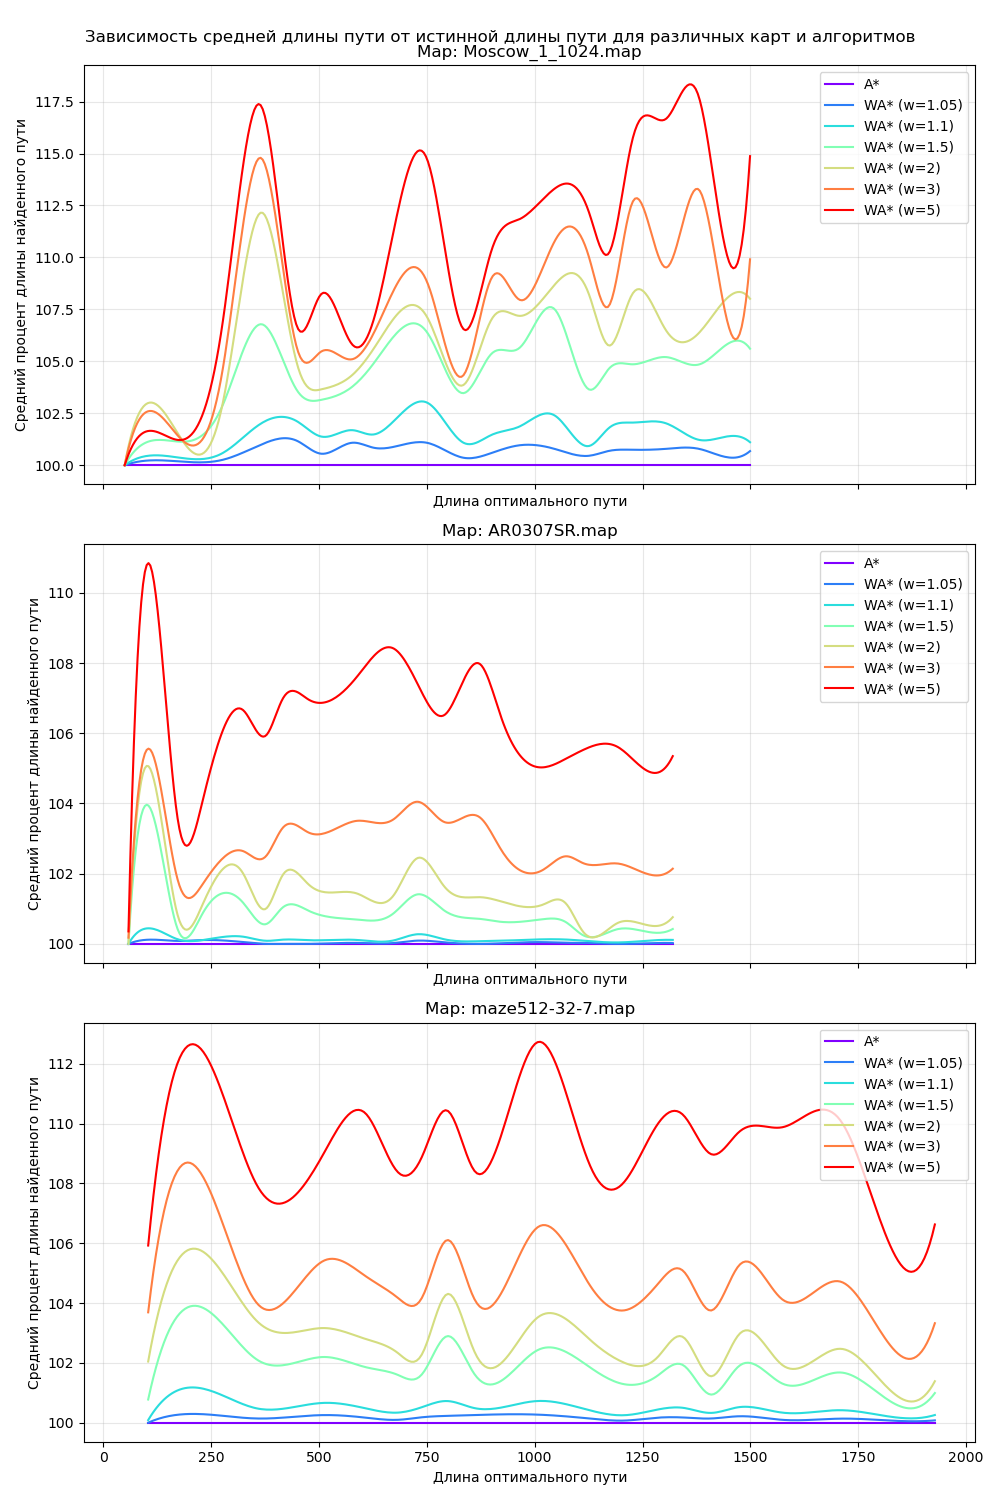 Зависимость средней длины пути от истинной длины пути для различных карт и алгоритмов
Map: Moscow_1_1024.map
Средний процент длины найденного пути
117.5
115.0
112.5
110.0
107.5
105.0
102.5
100.0
A*
WA* (w=1.05)
WA* (w=1.1)
WA* (w=1.5)
WA* (w=2)
WA* (w=3)
WA* (w=5)
Длина оптимального пути
Map: AR0307SR.map
Средний процент длины найденного пути
110
108
106
104
102
100
A*
WA* (w=1.05)
WA* (w=1.1)
WA* (w=1.5)
WA* (w=2)
WA* (w=3)
WA* (w=5)
Длина оптимального пути
Map: maze512-32-7.map
Средний процент длины найденного пути
112
110
108
106
104
102
100
A*
WA* (w=1.05)
WA* (w=1.1)
WA* (w=1.5)
WA* (w=2)
WA* (w=3)
WA* (w=5)
0 250 500 750 1000 1250 1500 1750 2000
Длина оптимального пути